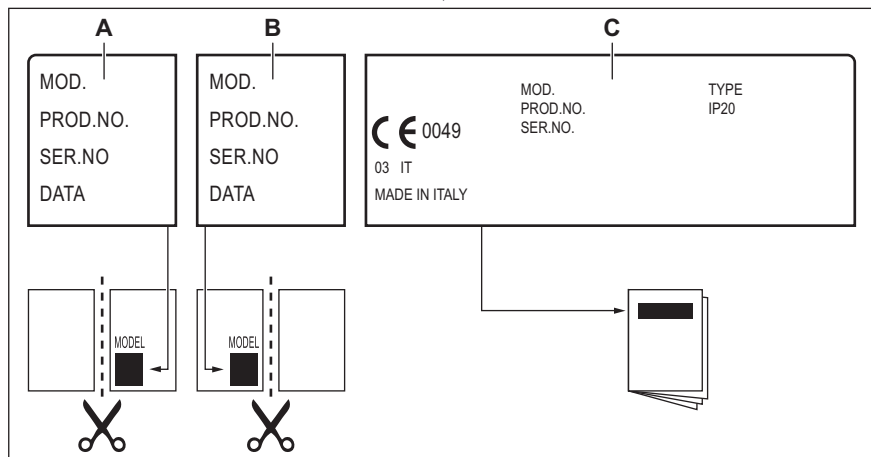 A
B
C
MOD.
PROD.NO.
SER.NO
DATA
MOD.
PROD.NO.
SER.NO
DATA
MOD.
PROD.NO.
SER.NO.
TYPE
IP20
CE 0049
03 IT
MADE IN ITALY
MODEL
MODEL